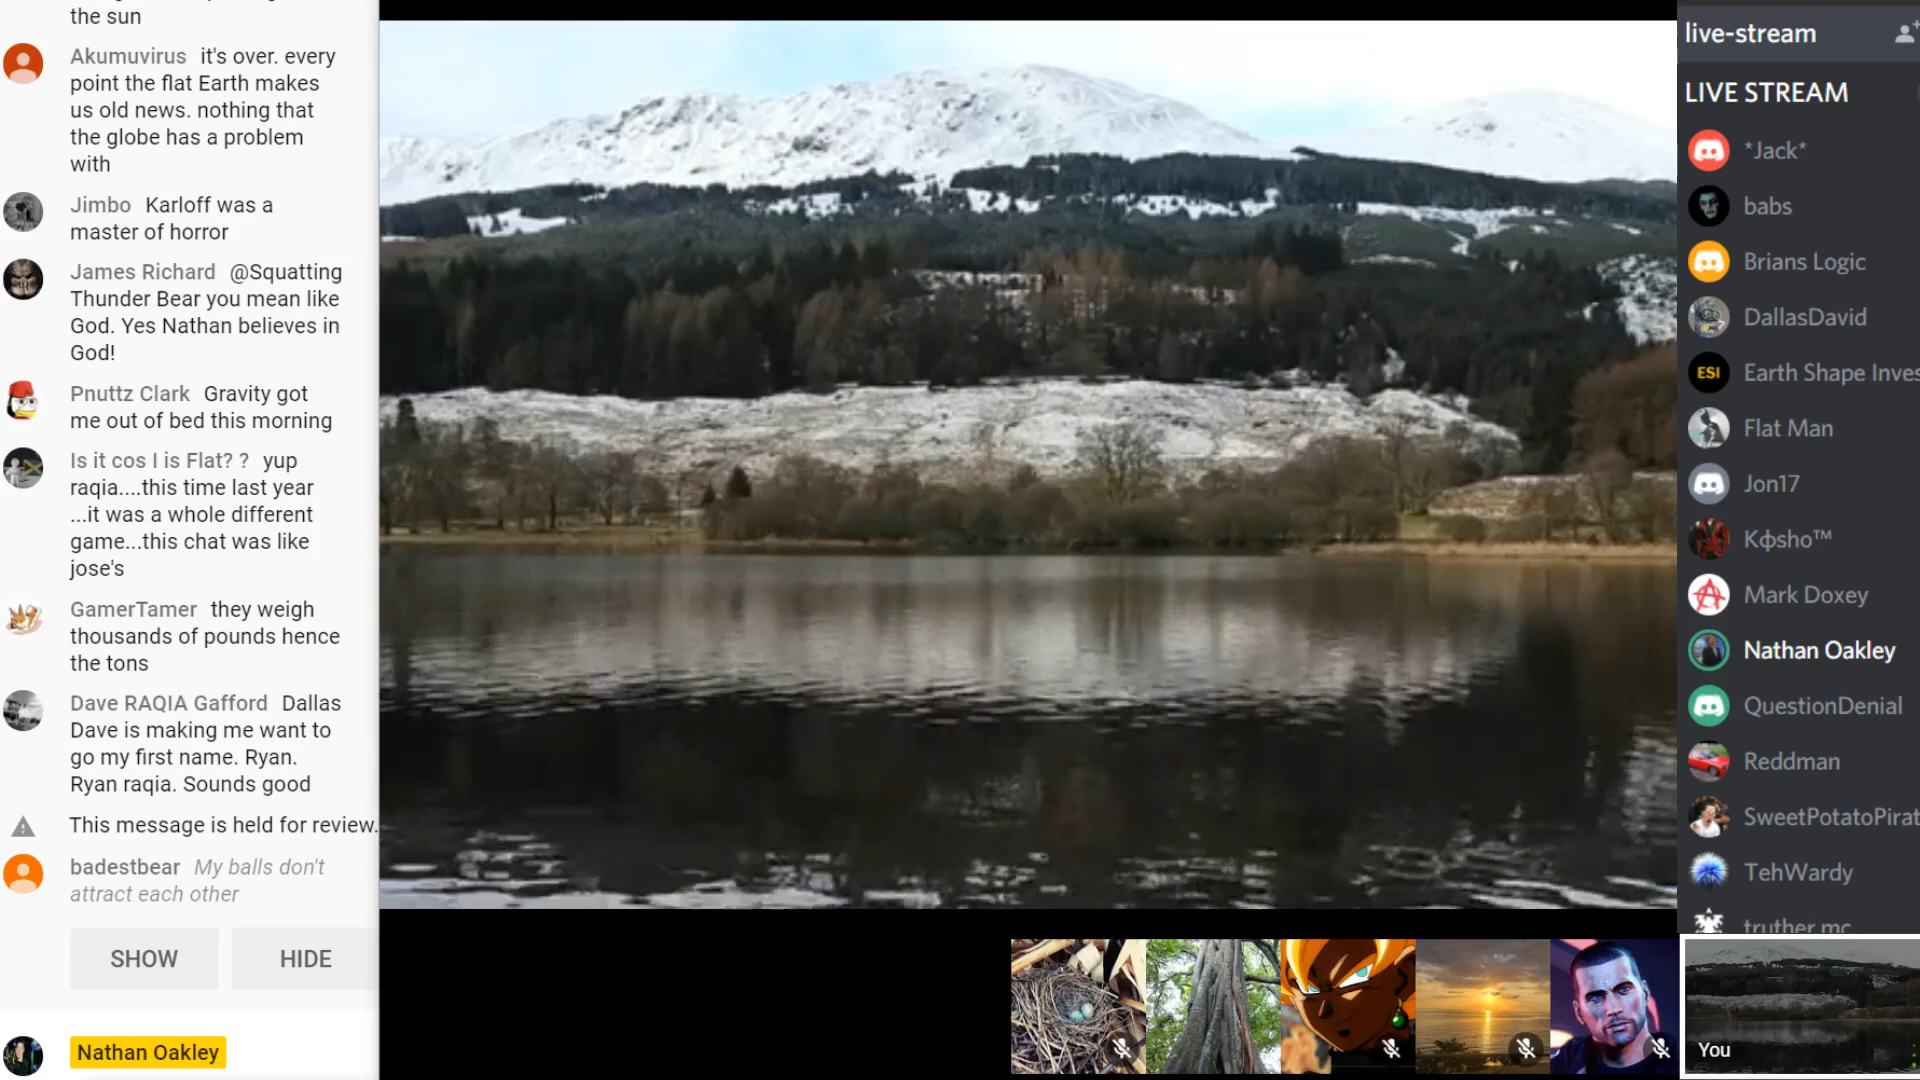 the sun
Akumuvirus it's over. every
point the flat Earth makes
us old news. nothing that
the globe has a problem
with
Jimbo Karloff was a
master of horror
James Richard @Squatting
Thunder Bear you mean like
God. Yes Nathan believes in
God!
Pnuttz Clark Gravity got
me out of bed this morning
Is it cos I is Flat? ? yup
raqia....this time last year
...it was a whole different
game...this chat was like
jose's
GamerTamer they weigh
thousands of pounds hence
the tons
Dave RAQIA Gafford Dallas
Dave is making me want to
go my first name. Ryan.
Ryan raqia. Sounds good
This message is held for review.
badestbear My balls don't
attract each other
SHOW HIDE
Nathan Oakley
live-stream
LIVE STREAM
*Jack*
babs
Brians Logic
DallasDavid
ESI Earth Shape Inves
Flat Man
Jon17
Kфsho™
Mark Doxey
Nathan Oakley
QuestionDenial
Reddman
SweetPotatoPirat
TehWardy
truther mc
You